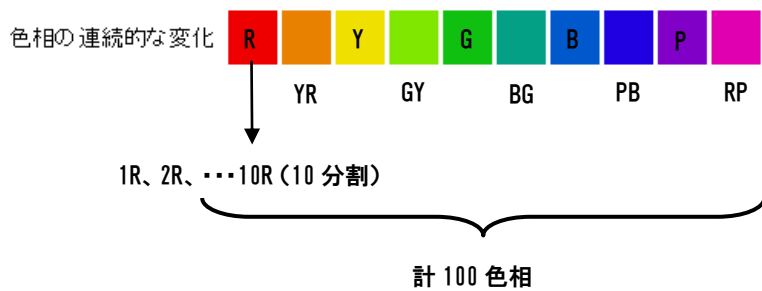 色相の連続的な変化 R Y G B P
YR GY BG PB RP
1R、2R、・・・10R（10 分割）
計 100 色相